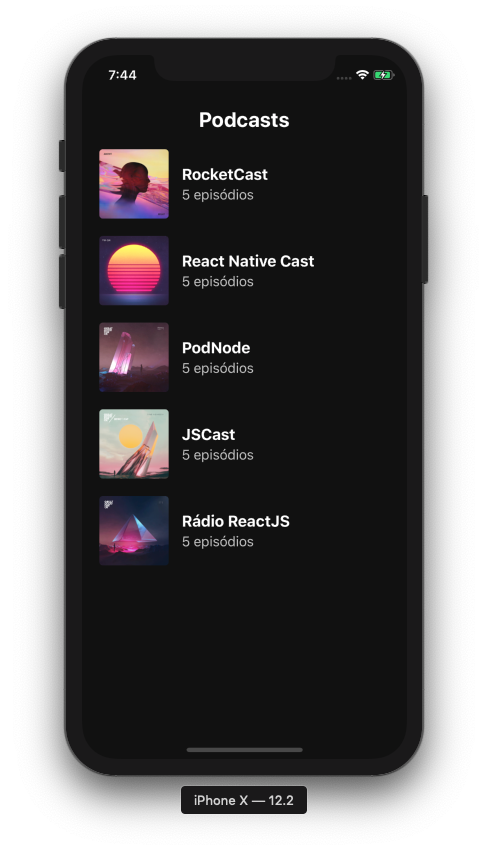 7:44
Podcasts
RocketCast
5 episódios
React Native Cast
5 episódios
PodNode
5 episódios
JSCast
5 episódios
Rádio ReactJS
5 episódios
iPhone X — 12.2